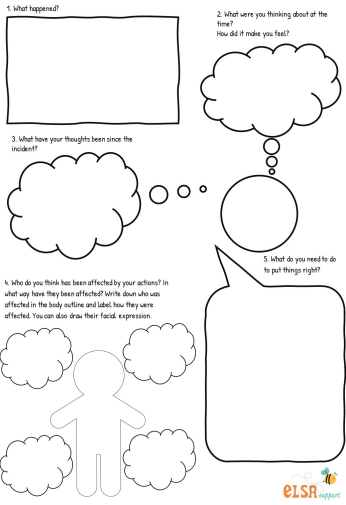 1. What happened?
2. What were you thinking about at the
time?
How did it make you feel?
3. What have your thoughts been since the
incident?
4. Who do you think has been affected by your actions? In
what way have they been affected? Write down who was
affected in the body outline and label how they were
affected. You can also draw their facial expression.
5. What do you need to do
to put things right?
eLSA support